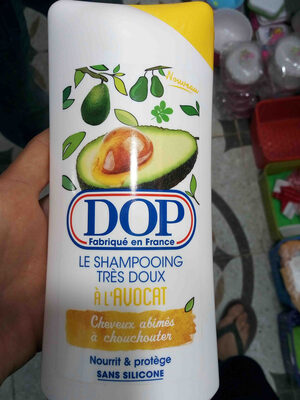 Nouveau
DOP
Fabriqué en France
LE SHAMPOOING
TRÈS DOUX
À L'AVOCAT
Cheveux abîmés
à chouchouter
Nourrit & protège
SANS SILICONE